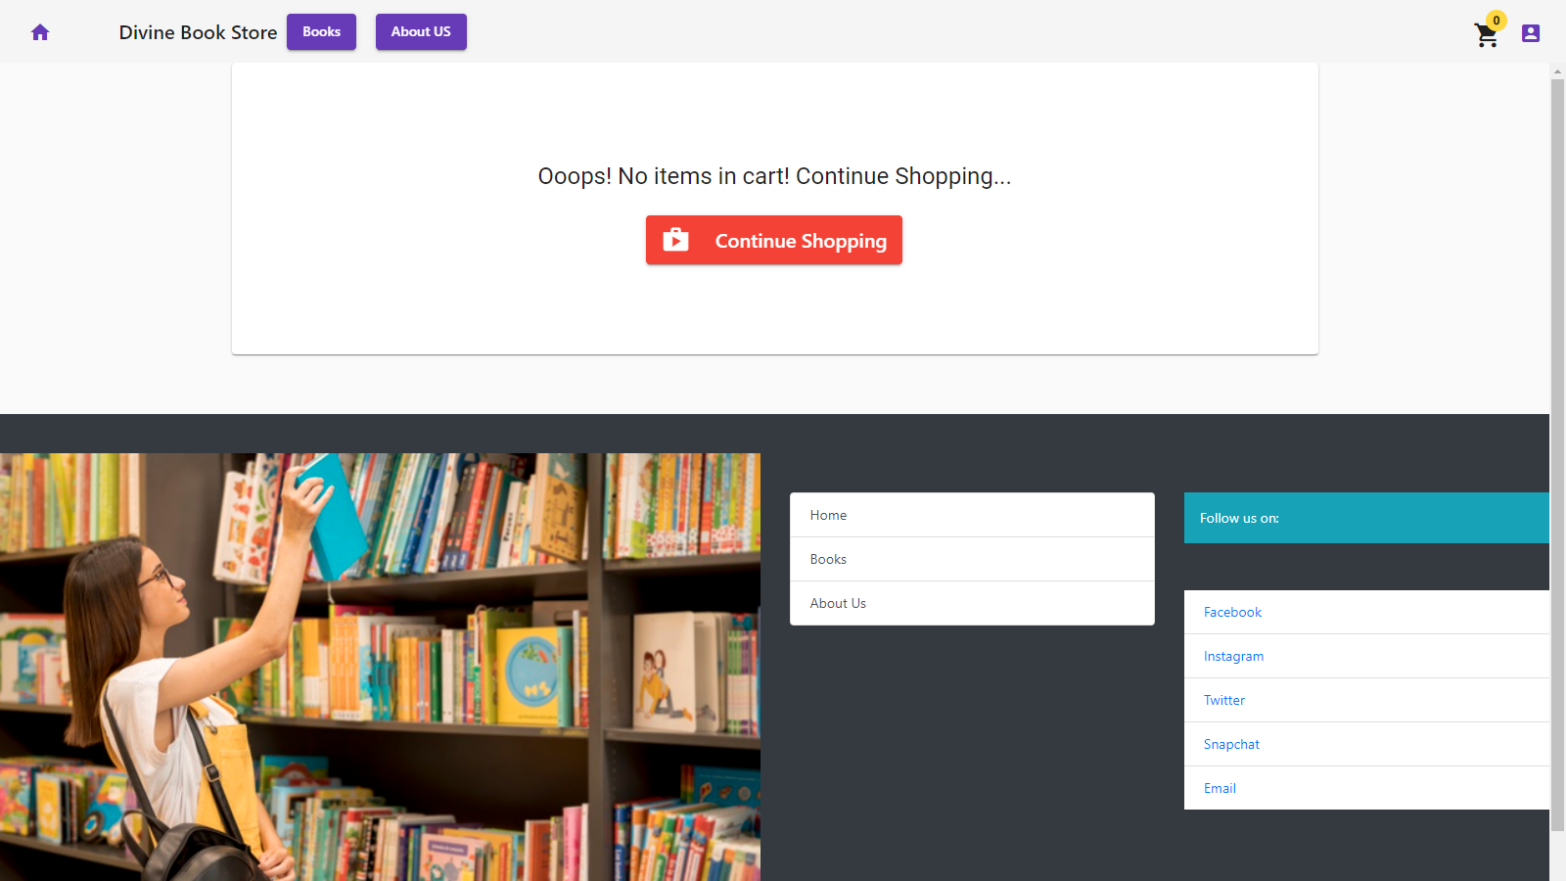 Divine Book Store
Books
About US
0
Ooops! No items in cart! Continue Shopping...
Continue Shopping
Home
Books
About Us
Follow us on:
Facebook
Instagram
Twitter
Snapchat
Email